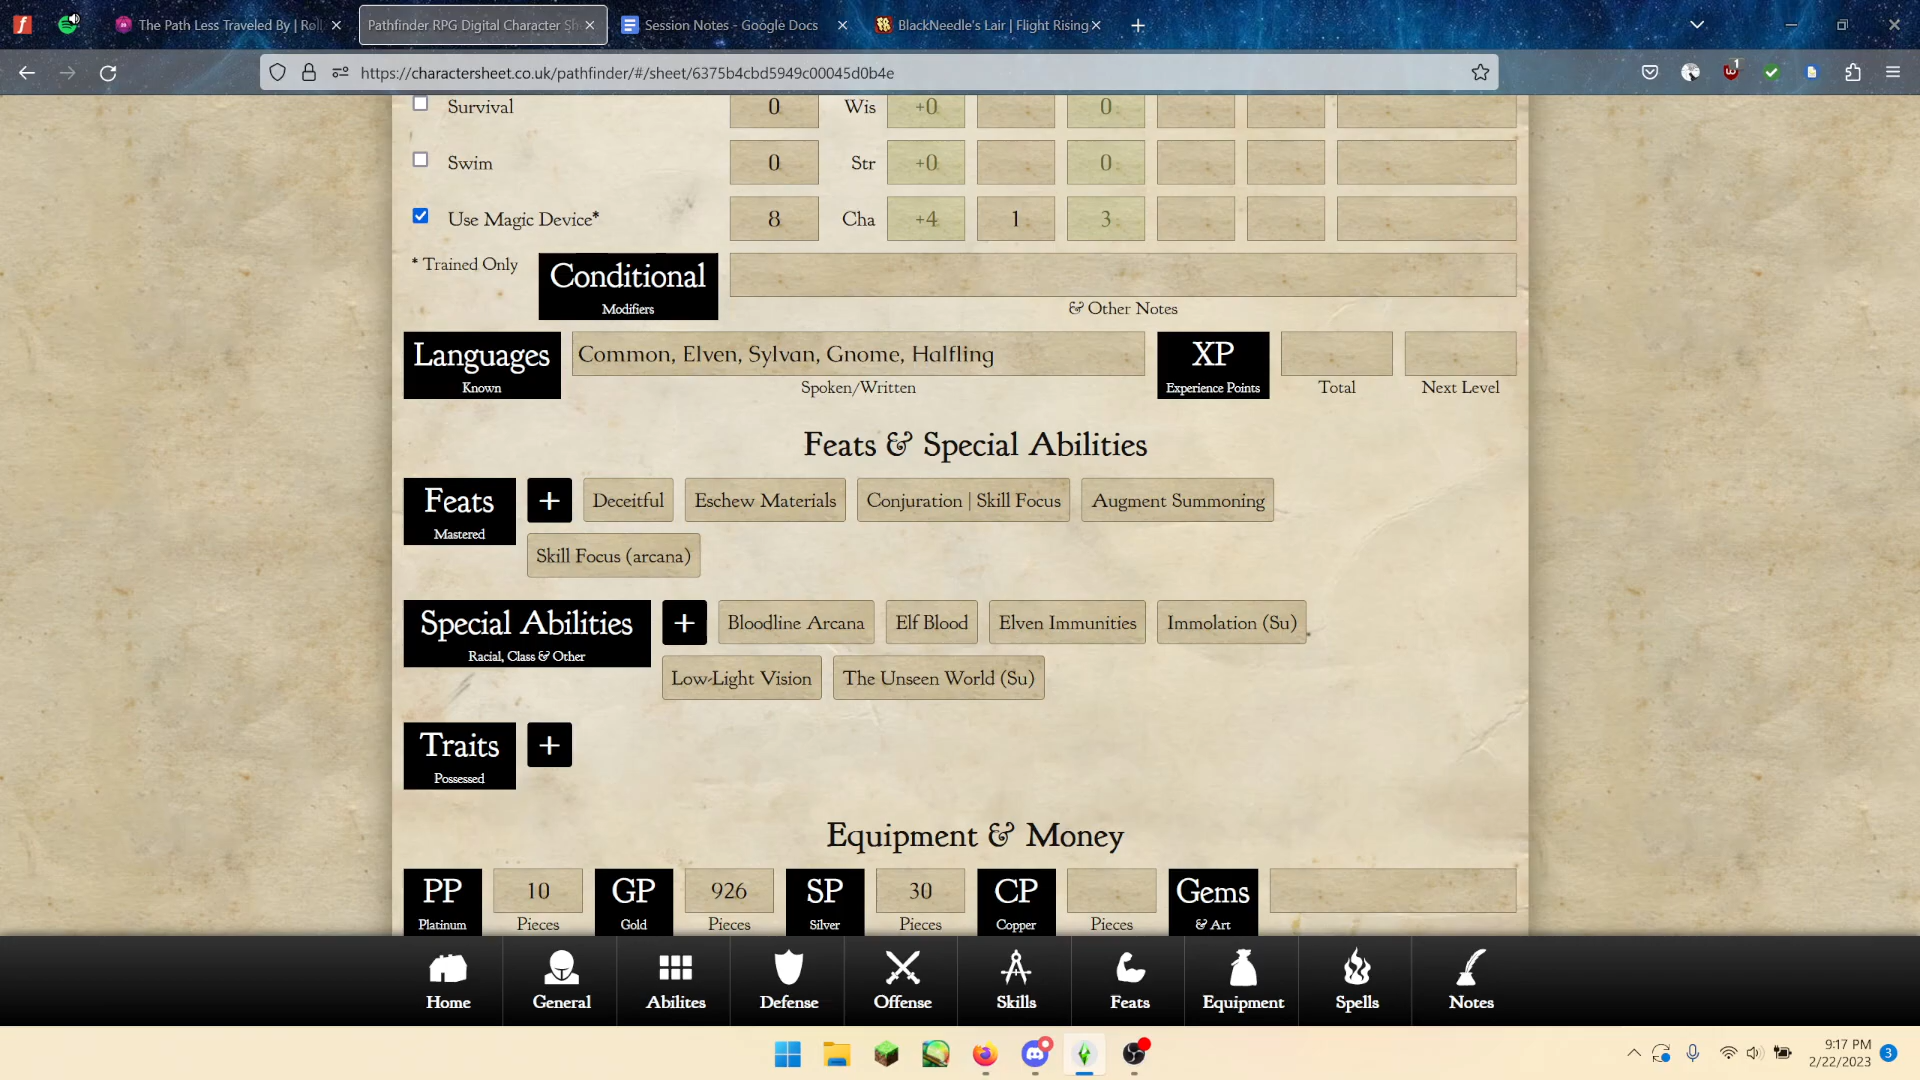 The Path Less Traveled By | Roll
Pathfinder RPG Digital Character Sh
Session Notes - Google Docs
BlackNeedle's Lair | Flight Rising
https://charactersheet.co.uk/pathfinder/#/sheet/6375b4cbd5949c00045d0b4e
1
Survival 0 Wis +0 0
Swim 0 Str +0 0
Use Magic Device* 8 Cha +4 1 3
* Trained Only
Conditional
Modifiers
& Other Notes
Languages
Known
Common, Elven, Sylvan, Gnome, Halfling
Spoken/Written
XP
Experience Points
Total
Next Level
Feats & Special Abilities
Feats
Mastered
+ Deceitful Eschew Materials Conjuration | Skill Focus Augment Summoning
Skill Focus (arcana)
Special Abilities
Racial, Class & Other
+ Bloodline Arcana Elf Blood Elven Immunities Immolation (Su)
Low-Light Vision The Unseen World (Su)
Traits
Possessed
+
Equipment & Money
PP 10 GP 926 SP 30 CP Gems
Platinum Pieces Gold Pieces Silver Pieces Copper Pieces & Art
Home General Abilites Defense Offense Skills Feats Equipment Spells Notes
9:17 PM
2/22/2023
3